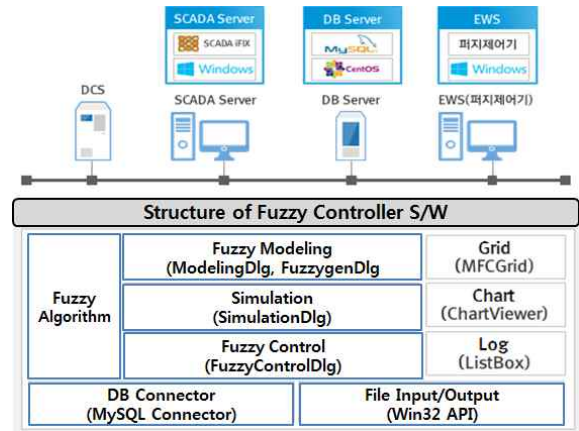 SCADA Server
DB Server
EWS
SCADA iFIX
MySQL
퍼지제어기
Windows
CentOS
Windows
DCS
SCADA Server
DB Server
EWS(퍼지제어기)
Structure of Fuzzy Controller S/W
Fuzzy Algorithm
Fuzzy Modeling
(ModelingDlg, FuzzygenDlg
Grid
(MFCGrid)
Simulation
(SimulationDlg)
Chart
(ChartViewer)
Fuzzy Control
(FuzzyControlDlg)
Log
(ListBox)
DB Connector
(MySQL Connector)
File Input/Output
(Win32 API)